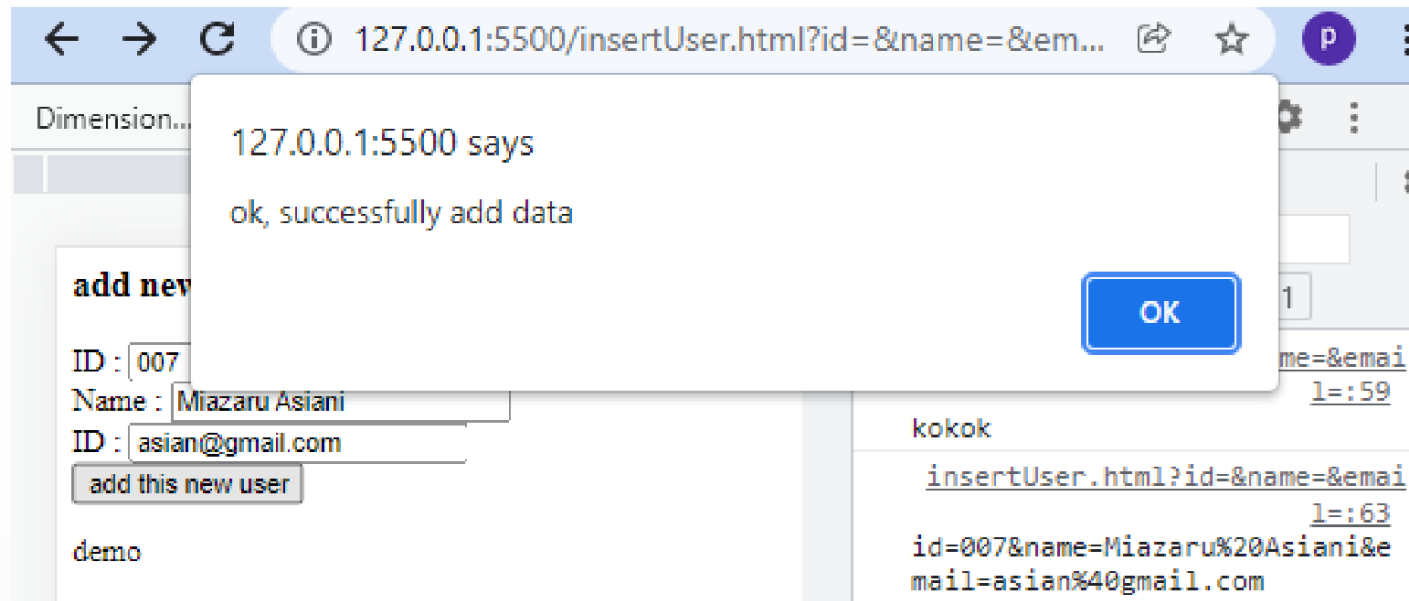 127.0.0.1:5500/insertUser.html?id=&name=&em...
P
Dimension...
127.0.0.1:5500 says
ok, successfully add data
OK
add new
1
ID : 007
Name : Miazaru Asiani
ID : asian@gmail.com
add this new user
demo
me=&emai
l=:59
kokok
insertUser.html?id=&name=&emai
l=:63
id=007&name=Miazaru%20Asiani&e
mail=asian%40gmail.com